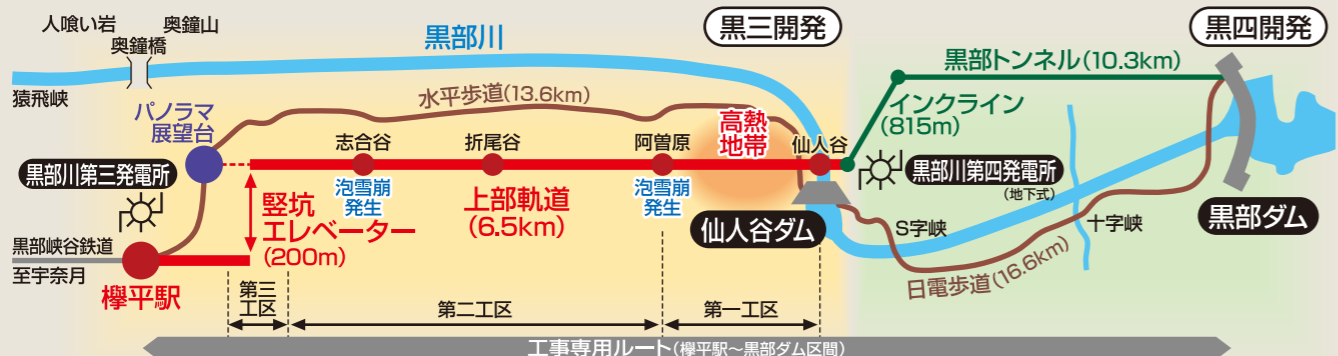 人喰い岩
奥鐘山
奥鐘橋
黒部川
黒三開発
黒四開発
猿飛峡
水平歩道(13.6km)
黒部トンネル(10.3km)
パノラマ
展望台
インクライン
(815m)
志合谷
折尾谷
阿曽原
高熱
地帯
仙人谷
黒部川第三発電所
泡雪崩
発生
上部軌道
(6.5km)
泡雪崩
発生
黒部川第四発電所
(地下式)
竪坑
エレベーター
(200m)
仙人谷ダム
S字峡
十字峡
黒部ダム
黒部峡谷鉄道
至宇奈月
欅平駅
日電歩道(16.6km)
第三
工区
第二工区
第一工区
工事専用ルート(欅平駅〜黒部ダム区間)